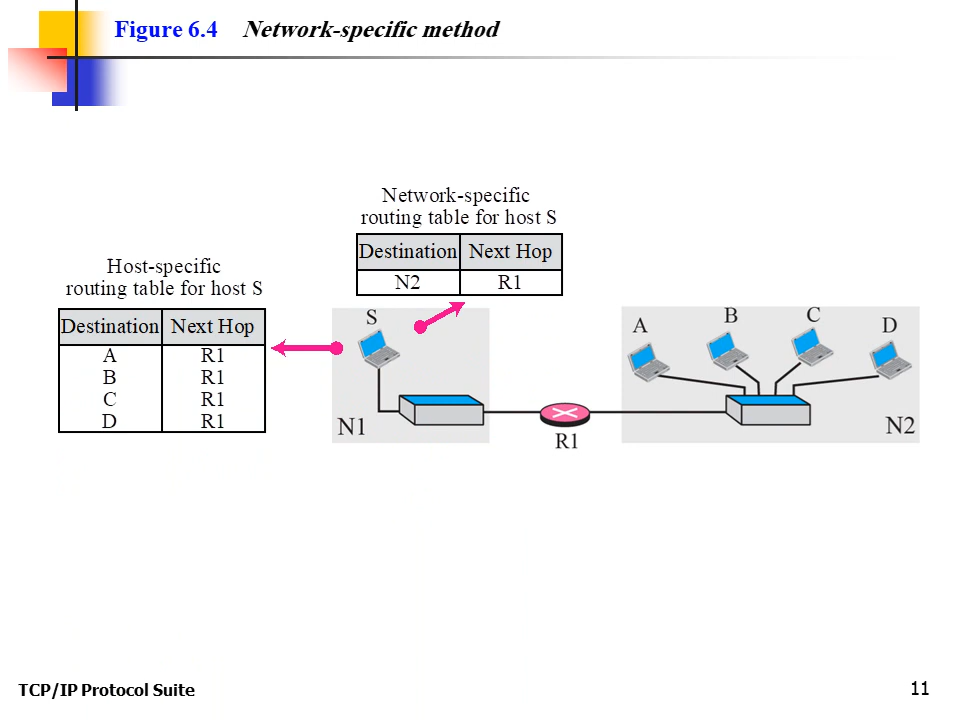 Figure 6.4 Network-specific method
Network-specific
routing table for host S
Destination Next Hop
N2 R1
Host-specific
routing table for host S
Destination Next Hop
A R1
B R1
C R1
D R1
S
N1
R1
A B C D
N2
TCP/IP Protocol Suite
11